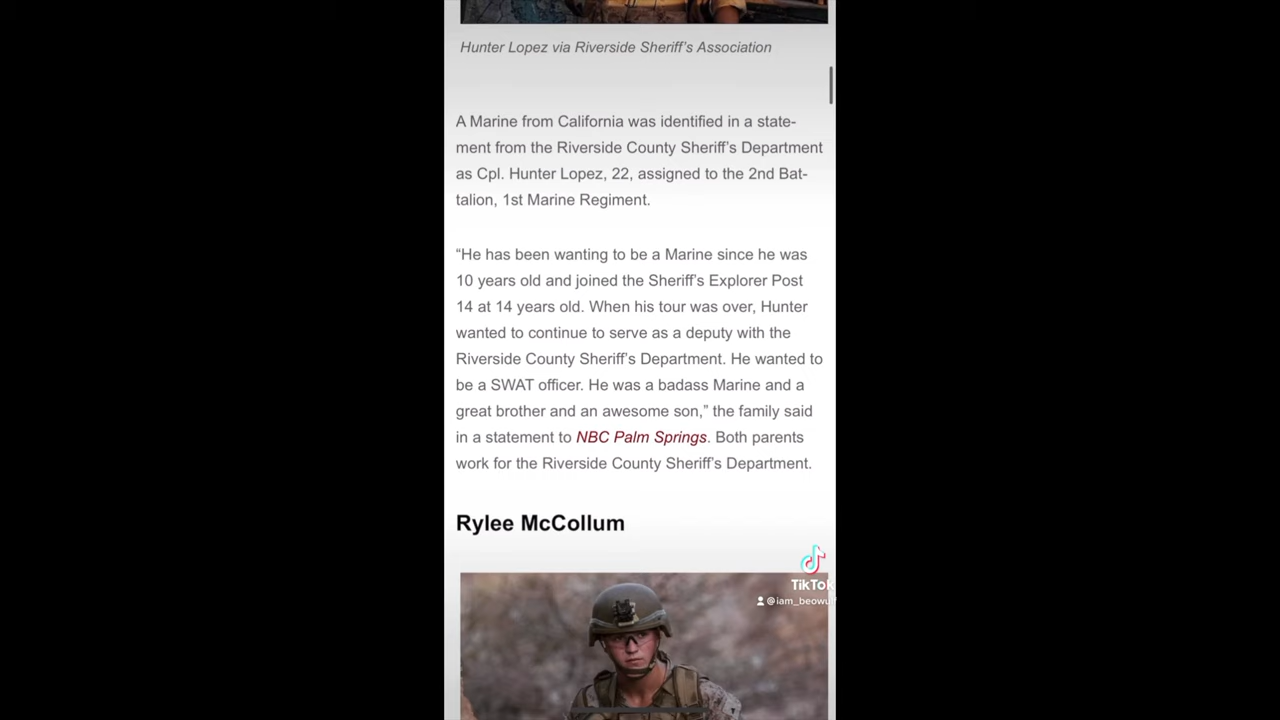 Hunter Lopez via Riverside Sheriff's Association
A Marine from California was identified in a state-
ment from the Riverside County Sheriff's Department
as Cpl. Hunter Lopez, 22, assigned to the 2nd Bat-
talion, 1st Marine Regiment.
“He has been wanting to be a Marine since he was
10 years old and joined the Sheriff's Explorer Post
14 at 14 years old. When his tour was over, Hunter
wanted to continue to serve as a deputy with the
Riverside County Sheriff's Department. He wanted to
be a SWAT officer. He was a badass Marine and a
great brother and an awesome son,” the family said
in a statement to NBC Palm Springs. Both parents
work for the Riverside County Sheriff's Department.
Rylee McCollum
TikTok